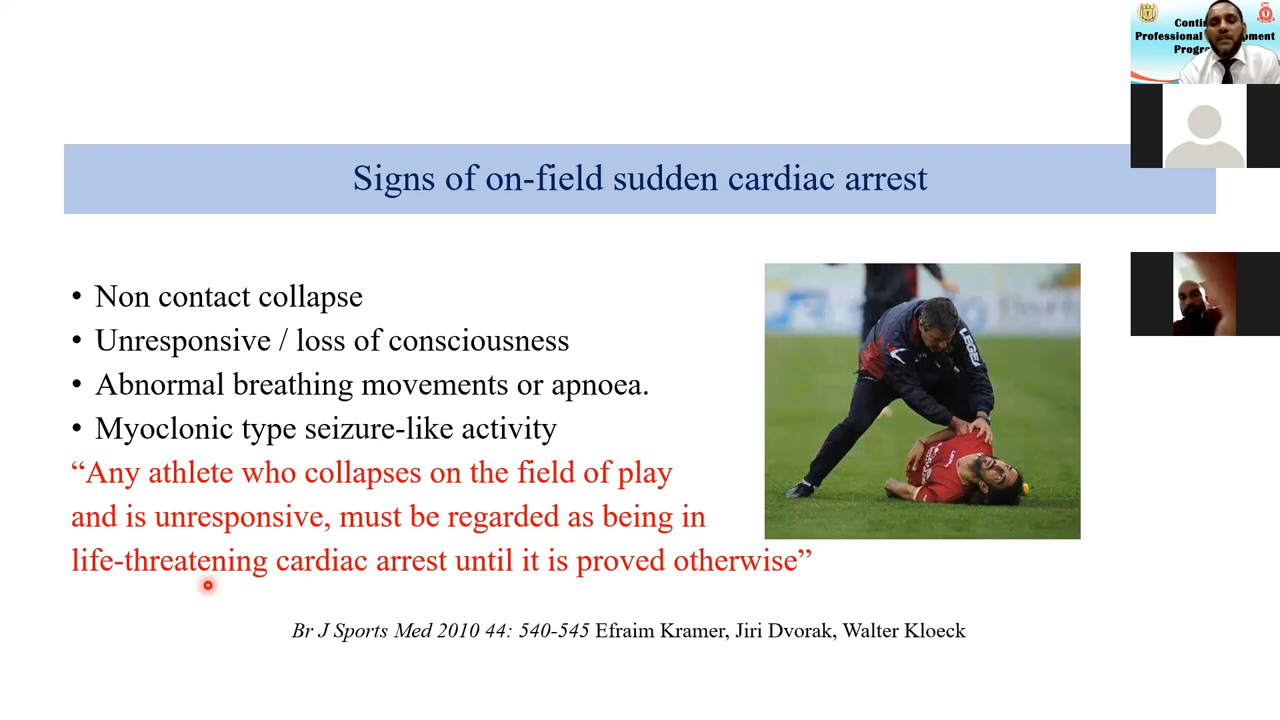 Signs of on-field sudden cardiac arrest
• Non contact collapse
• Unresponsive / loss of consciousness
• Abnormal breathing movements or apnoea.
• Myoclonic type seizure-like activity
“Any athlete who collapses on the field of play
and is unresponsive, must be regarded as being in
life-threatening cardiac arrest until it is proved otherwise”
Br J Sports Med 2010 44: 540-545 Efraim Kramer, Jiri Dvorak, Walter Kloeck
LEGEA
Professional